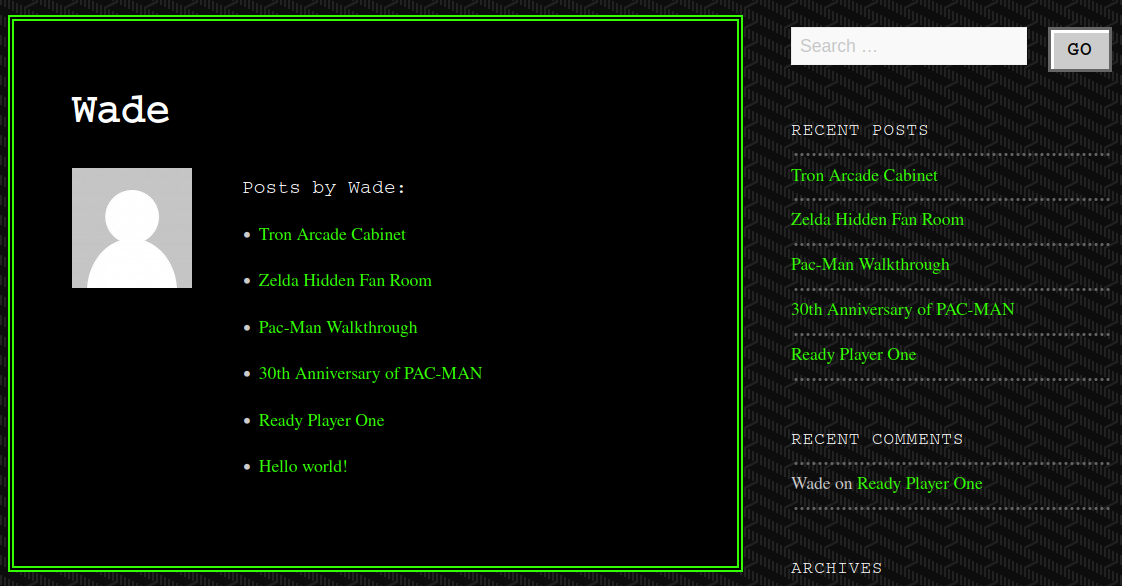 Wade
Posts by Wade:
Tron Arcade Cabinet
Zelda Hidden Fan Room
Pac-Man Walkthrough
30th Anniversary of PAC-MAN
Ready Player One
Hello world!
Search …
GO
RECENT POSTS
Tron Arcade Cabinet
Zelda Hidden Fan Room
Pac-Man Walkthrough
30th Anniversary of PAC-MAN
Ready Player One
RECENT COMMENTS
Wade on Ready Player One
ARCHIVES